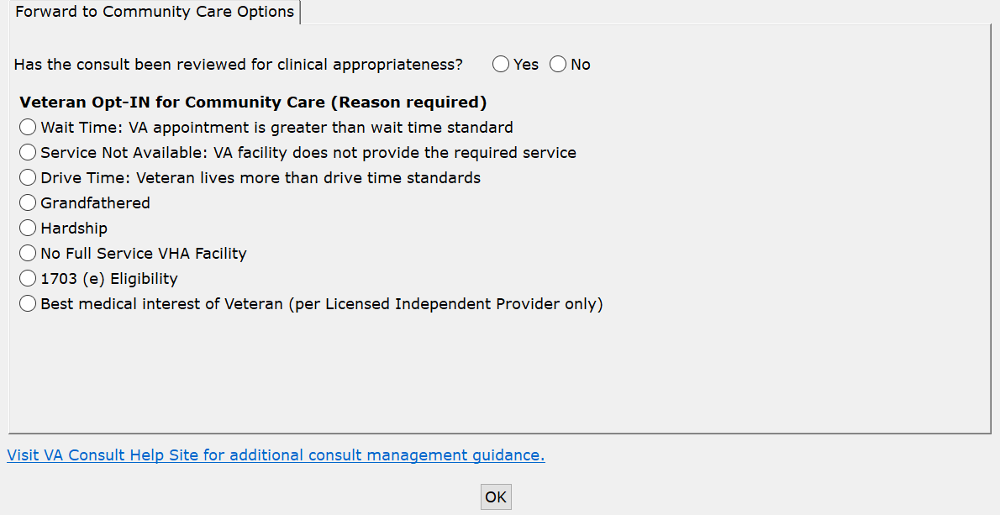 Forward to Community Care Options
Has the consult been reviewed for clinical appropriateness? Yes No
Veteran Opt-IN for Community Care (Reason required)
Wait Time: VA appointment is greater than wait time standard
Service Not Available: VA facility does not provide the required service
Drive Time: Veteran lives more than drive time standards
Grandfathered
Hardship
No Full Service VHA Facility
1703 (e) Eligibility
Best medical interest of Veteran (per Licensed Independent Provider only)
Visit VA Consult Help Site for additional consult management guidance.
OK